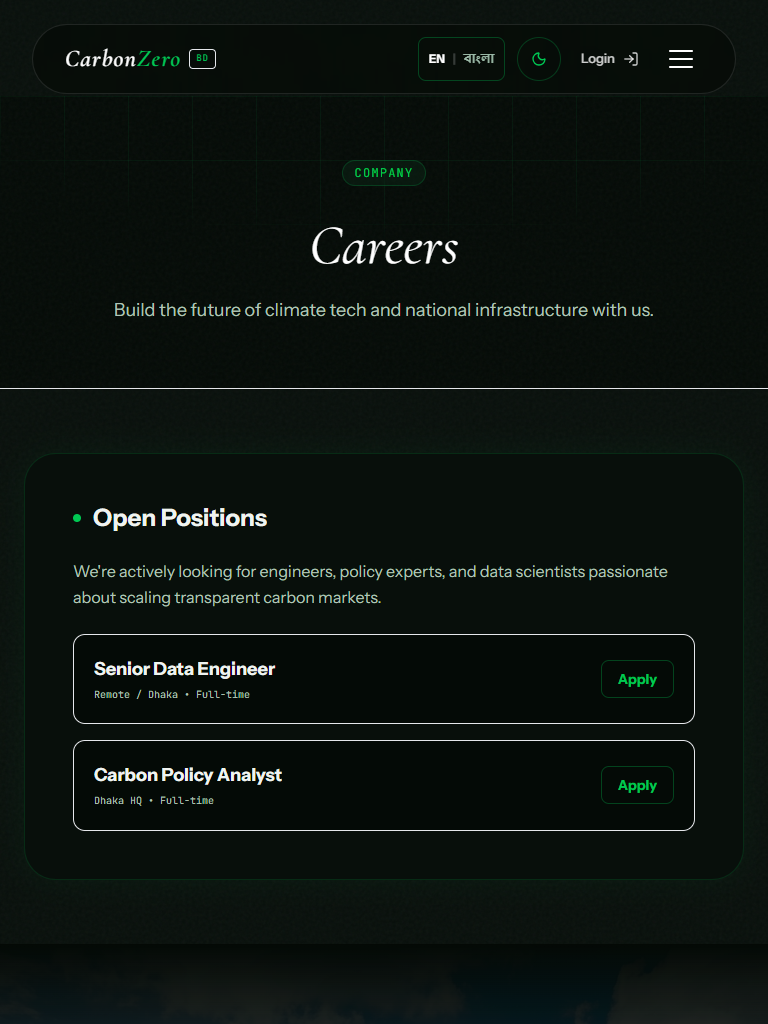 CarbonZero BD
EN | বাংলা
Login
COMPANY
Careers
Build the future of climate tech and national infrastructure with us.
Open Positions
We're actively looking for engineers, policy experts, and data scientists passionate
about scaling transparent carbon markets.
Senior Data Engineer
Remote / Dhaka • Full-time
Apply
Carbon Policy Analyst
Dhaka HQ • Full-time
Apply